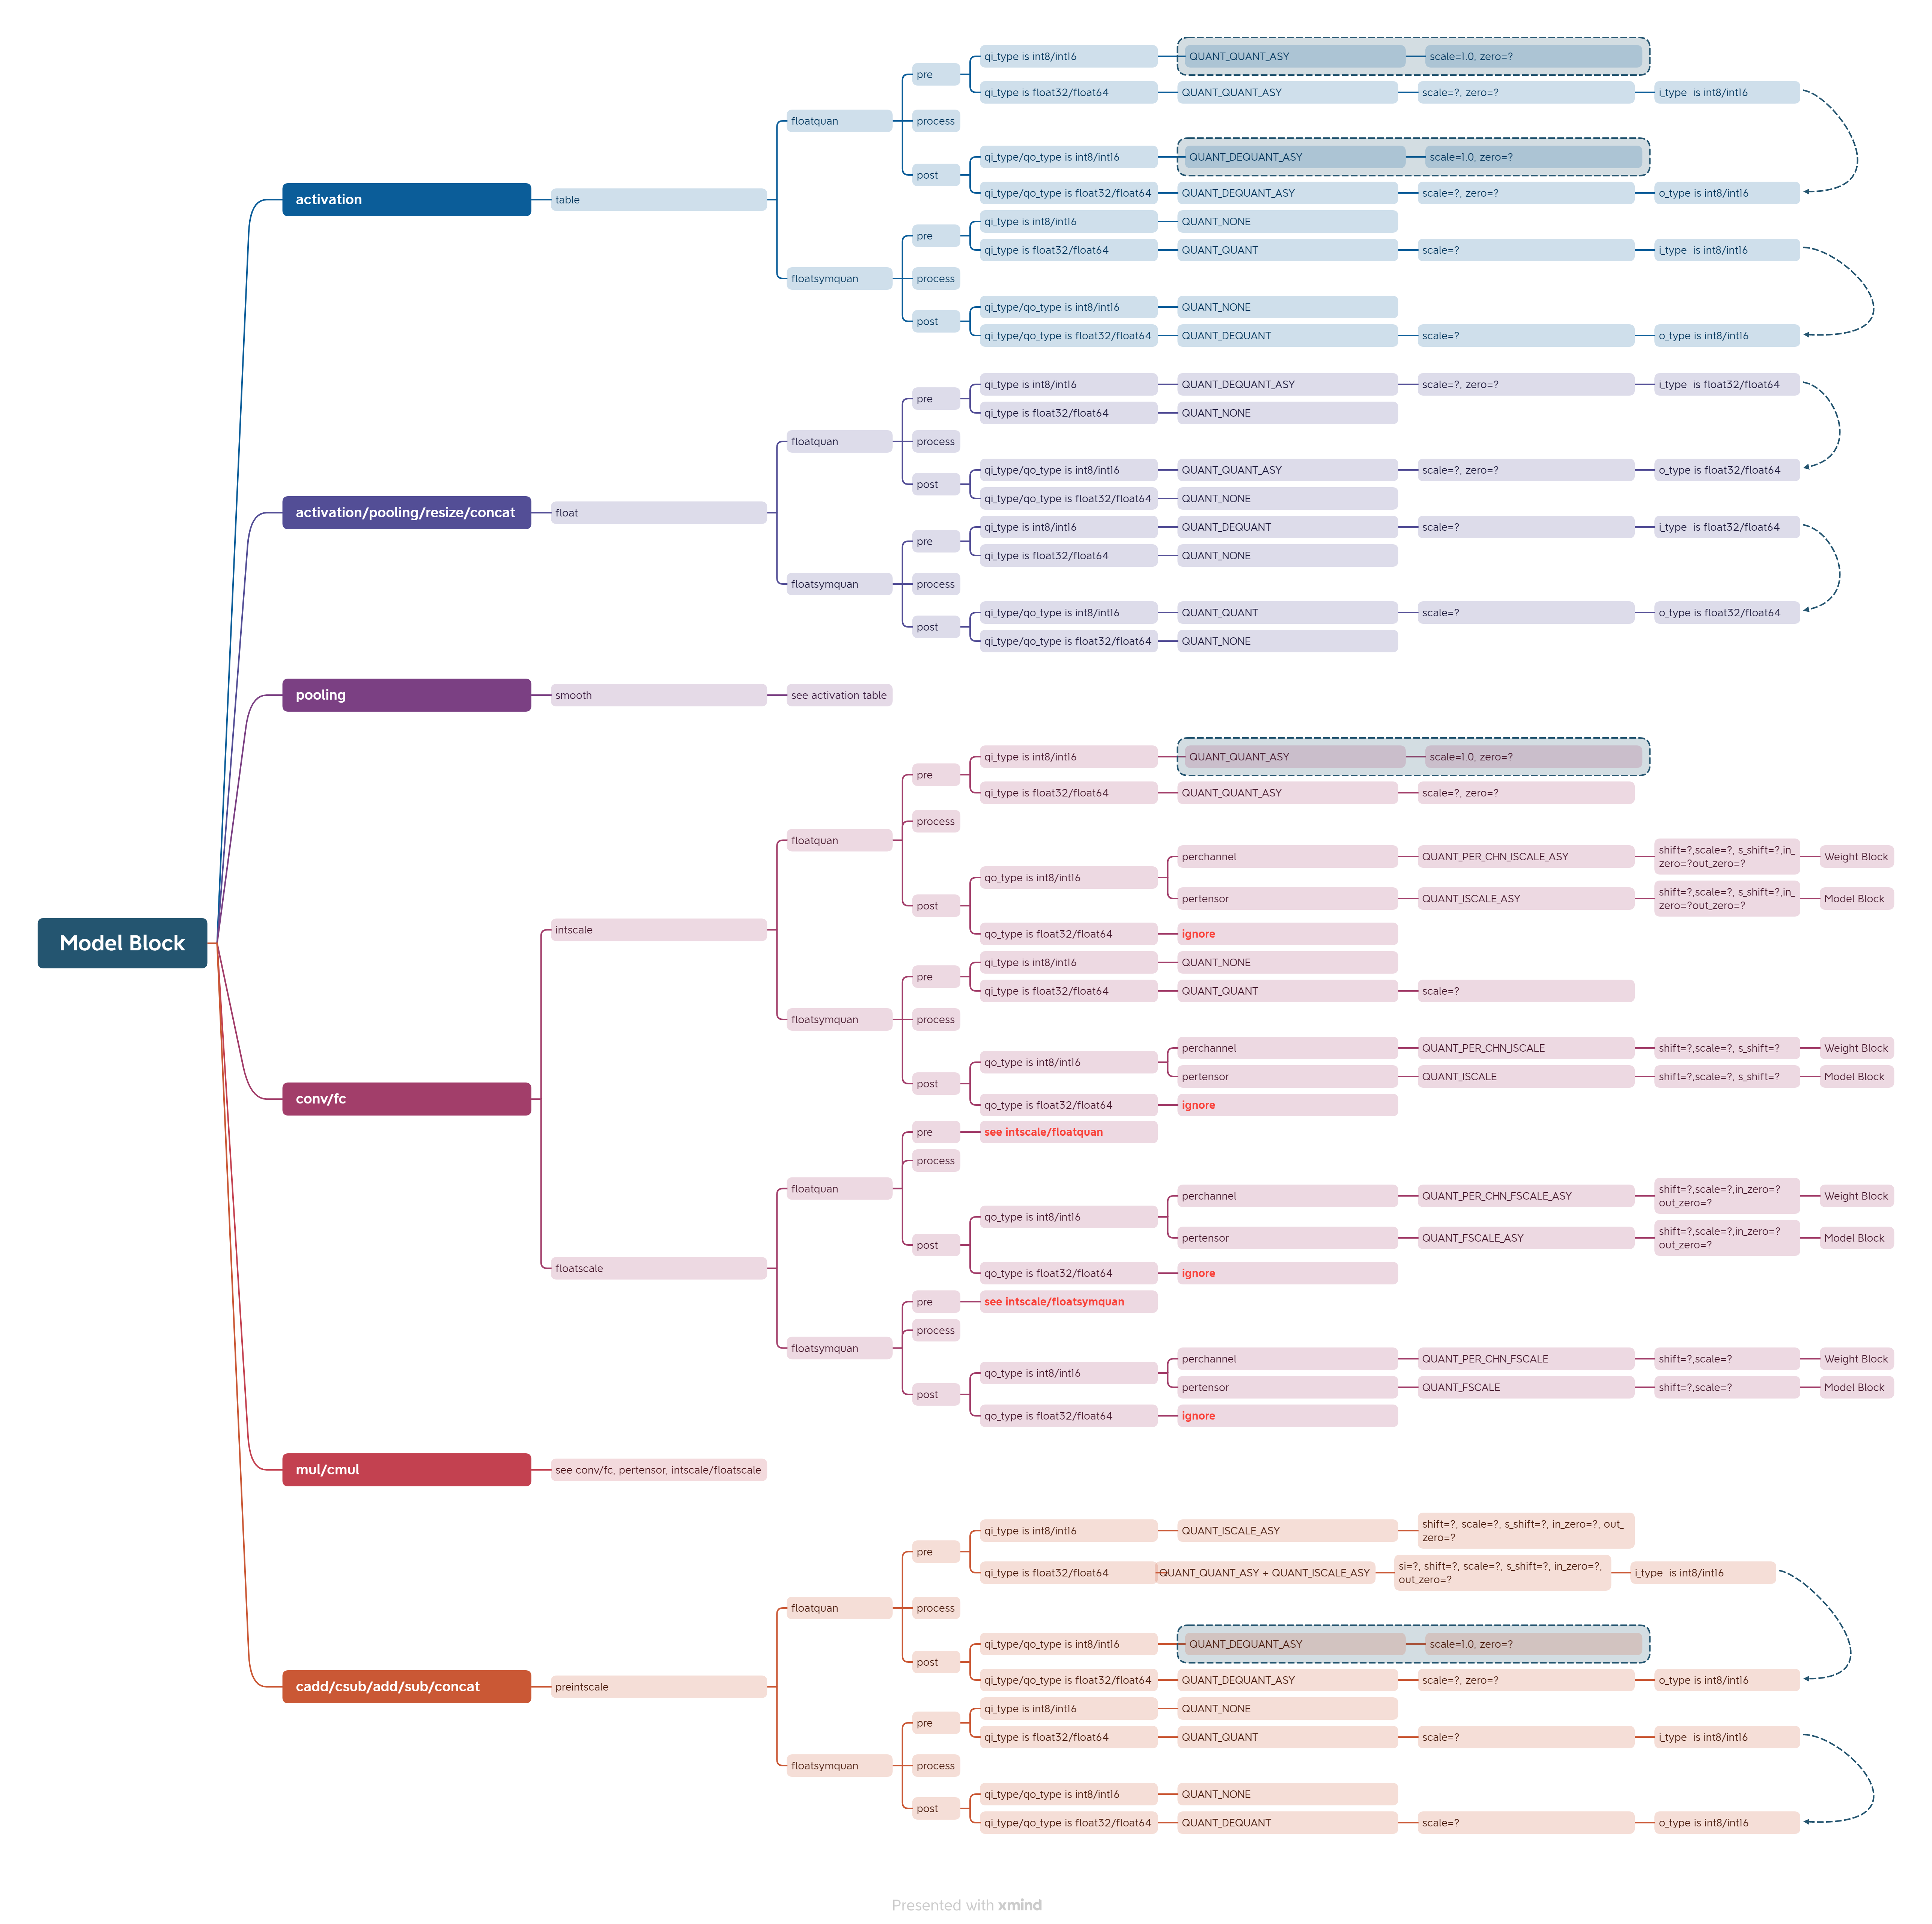 Model Block
activation
table
floatquan
pre
qi_type is int8/int16
QUANT_QUANT_ASY
scale=1.0, zero=?
qi_type is float32/float64
QUANT_QUANT_ASY
scale=?, zero=?
i_type is int8/int16
process
post
qi_type/qo_type is int8/int16
QUANT_DEQUANT_ASY
scale=1.0, zero=?
qi_type/qo_type is float32/float64
QUANT_DEQUANT_ASY
scale=?, zero=?
o_type is int8/int16
floatsymquan
pre
qi_type is int8/int16
QUANT_NONE
qi_type is float32/float64
QUANT_QUANT
scale=?
i_type is int8/int16
process
post
qi_type/qo_type is int8/int16
QUANT_NONE
qi_type/qo_type is float32/float64
QUANT_DEQUANT
scale=?
o_type is int8/int16
activation/pooling/resize/concat
float
floatquan
pre
qi_type is int8/int16
QUANT_DEQUANT_ASY
scale=?, zero=?
i_type is float32/float64
qi_type is float32/float64
QUANT_NONE
process
post
qi_type/qo_type is int8/int16
QUANT_QUANT_ASY
scale=?, zero=?
o_type is float32/float64
qi_type/qo_type is float32/float64
QUANT_NONE
floatsymquan
pre
qi_type is int8/int16
QUANT_DEQUANT
scale=?
i_type is float32/float64
qi_type is float32/float64
QUANT_NONE
process
post
qi_type/qo_type is int8/int16
QUANT_QUANT
scale=?
o_type is float32/float64
qi_type/qo_type is float32/float64
QUANT_NONE
pooling
smooth
see activation table
conv/fc
intscale
floatquan
pre
qi_type is int8/int16
QUANT_QUANT_ASY
scale=1.0, zero=?
qi_type is float32/float64
QUANT_QUANT_ASY
scale=?, zero=?
process
post
qo_type is int8/int16
perchannel
QUANT_PER_CHN_ISCALE_ASY
shift=?,scale=?, s_shift=?,in_
zero=?out_zero=?
Weight Block
pertensor
QUANT_ISCALE_ASY
shift=?,scale=?, s_shift=?,in_
zero=?out_zero=?
Model Block
qo_type is float32/float64
ignore
floatsymquan
pre
qi_type is int8/int16
QUANT_NONE
qi_type is float32/float64
QUANT_QUANT
scale=?
process
post
qo_type is int8/int16
perchannel
QUANT_PER_CHN_ISCALE
shift=?,scale=?, s_shift=?
Weight Block
pertensor
QUANT_ISCALE
shift=?,scale=?, s_shift=?
Model Block
qo_type is float32/float64
ignore
floatscale
floatquan
pre
see intscale/floatquan
process
post
qo_type is int8/int16
perchannel
QUANT_PER_CHN_FSCALE_ASY
shift=?,scale=?,in_zero=?
out_zero=?
Weight Block
pertensor
QUANT_FSCALE_ASY
shift=?,scale=?,in_zero=?
out_zero=?
Model Block
qo_type is float32/float64
ignore
floatsymquan
pre
see intscale/floatsymquan
process
post
qo_type is int8/int16
perchannel
QUANT_PER_CHN_FSCALE
shift=?,scale=?
Weight Block
pertensor
QUANT_FSCALE
shift=?,scale=?
Model Block
qo_type is float32/float64
ignore
mul/cmul
see conv/fc, pertensor, intscale/floatscale
cadd/csub/add/sub/concat
preintscale
floatquan
pre
qi_type is int8/int16
QUANT_ISCALE_ASY
shift=?, scale=?, s_shift=?, in_zero=?, out_
zero=?
qi_type is float32/float64
QUANT_QUANT_ASY + QUANT_ISCALE_ASY
si=?, shift=?, scale=?, s_shift=?, in_zero=?,
out_zero=?
i_type is int8/int16
process
post
qi_type/qo_type is int8/int16
QUANT_DEQUANT_ASY
scale=1.0, zero=?
qi_type/qo_type is float32/float64
QUANT_DEQUANT_ASY
scale=?, zero=?
o_type is int8/int16
floatsymquan
pre
qi_type is int8/int16
QUANT_NONE
qi_type is float32/float64
QUANT_QUANT
scale=?
i_type is int8/int16
process
post
qi_type/qo_type is int8/int16
QUANT_NONE
qi_type/qo_type is float32/float64
QUANT_DEQUANT
scale=?
o_type is int8/int16
Presented with xmind